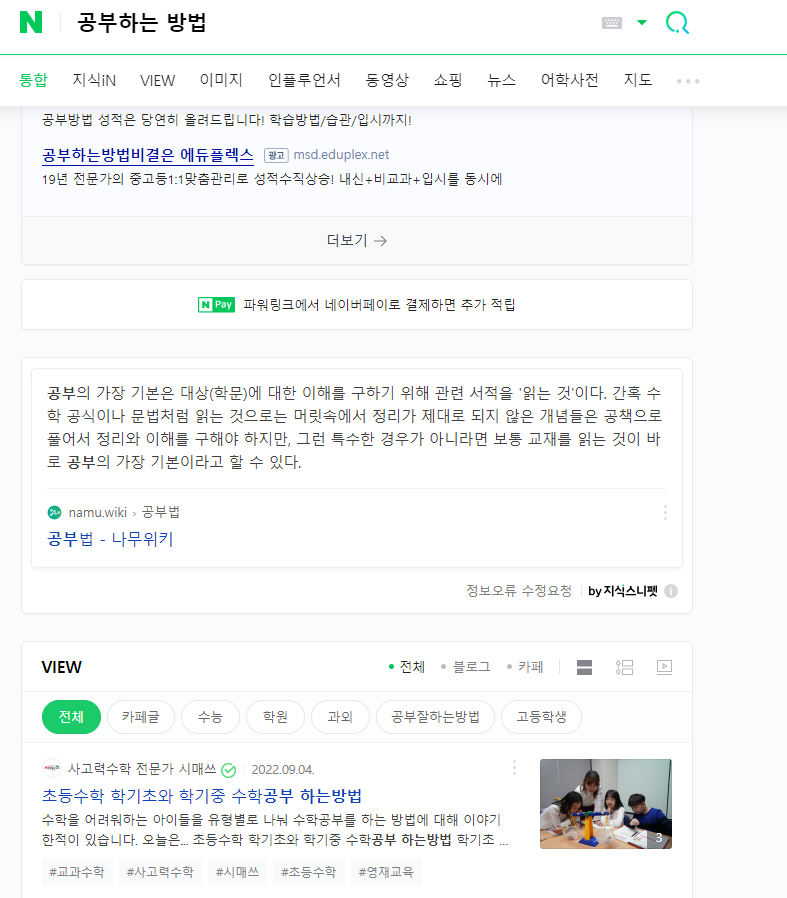 N 공부하는 방법
통합 지식iN VIEW 이미지 인플루언서 동영상 쇼핑 뉴스 어학사전 지도
공부방법 성적은 당연히 올려드립니다! 학습방법/습관/입시까지!
공부하는방법비결은 에듀플렉스 광고 msd.eduplex.net
19년 전문가의 중고등1:1맞춤관리로 성적수직상승! 내신+비교과+입시를 동시에
더보기
N Pay 파워링크에서 네이버페이로 결제하면 추가 적립
공부의 가장 기본은 대상(학문)에 대한 이해를 구하기 위해 관련 서적을 '읽는 것'이다. 간혹 수
학 공식이나 문법처럼 읽는 것으로는 머릿속에서 정리가 제대로 되지 않은 개념들은 공책으로
풀어서 정리와 이해를 구해야 하지만, 그런 특수한 경우가 아니라면 보통 교재를 읽는 것이 바
로 공부의 가장 기본이라고 할 수 있다.
namu.wiki › 공부법
공부법 - 나무위키
정보오류 수정요청 by 지식스니펫
VIEW 전체 블로그 카페
전체 카페글 수능 학원 과외 공부잘하는방법 고등학생
사고력수학 전문가 시매쓰 2022.09.04.
초등수학 학기초와 학기중 수학공부 하는방법
수학을 어려워하는 아이들을 유형별로 나눠 수학공부를 하는 방법에 대해 이야기
한적이 있습니다. 오늘은... 초등수학 학기초와 학기중 수학공부 하는방법 학기초 ...
3
#교과수학 #사고력수학 #시매쓰 #초등수학 #영재교육